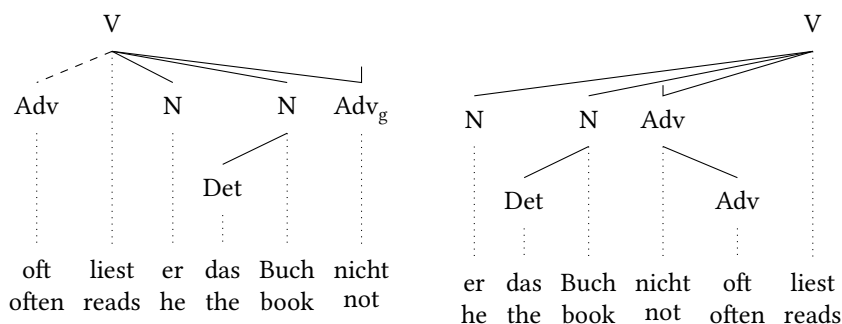 V V
Adv N N Adv_g N N Adv
Det Det Adv
oft liest er das Buch nicht er das Buch nicht oft liest
often reads he the book not he the book not often reads